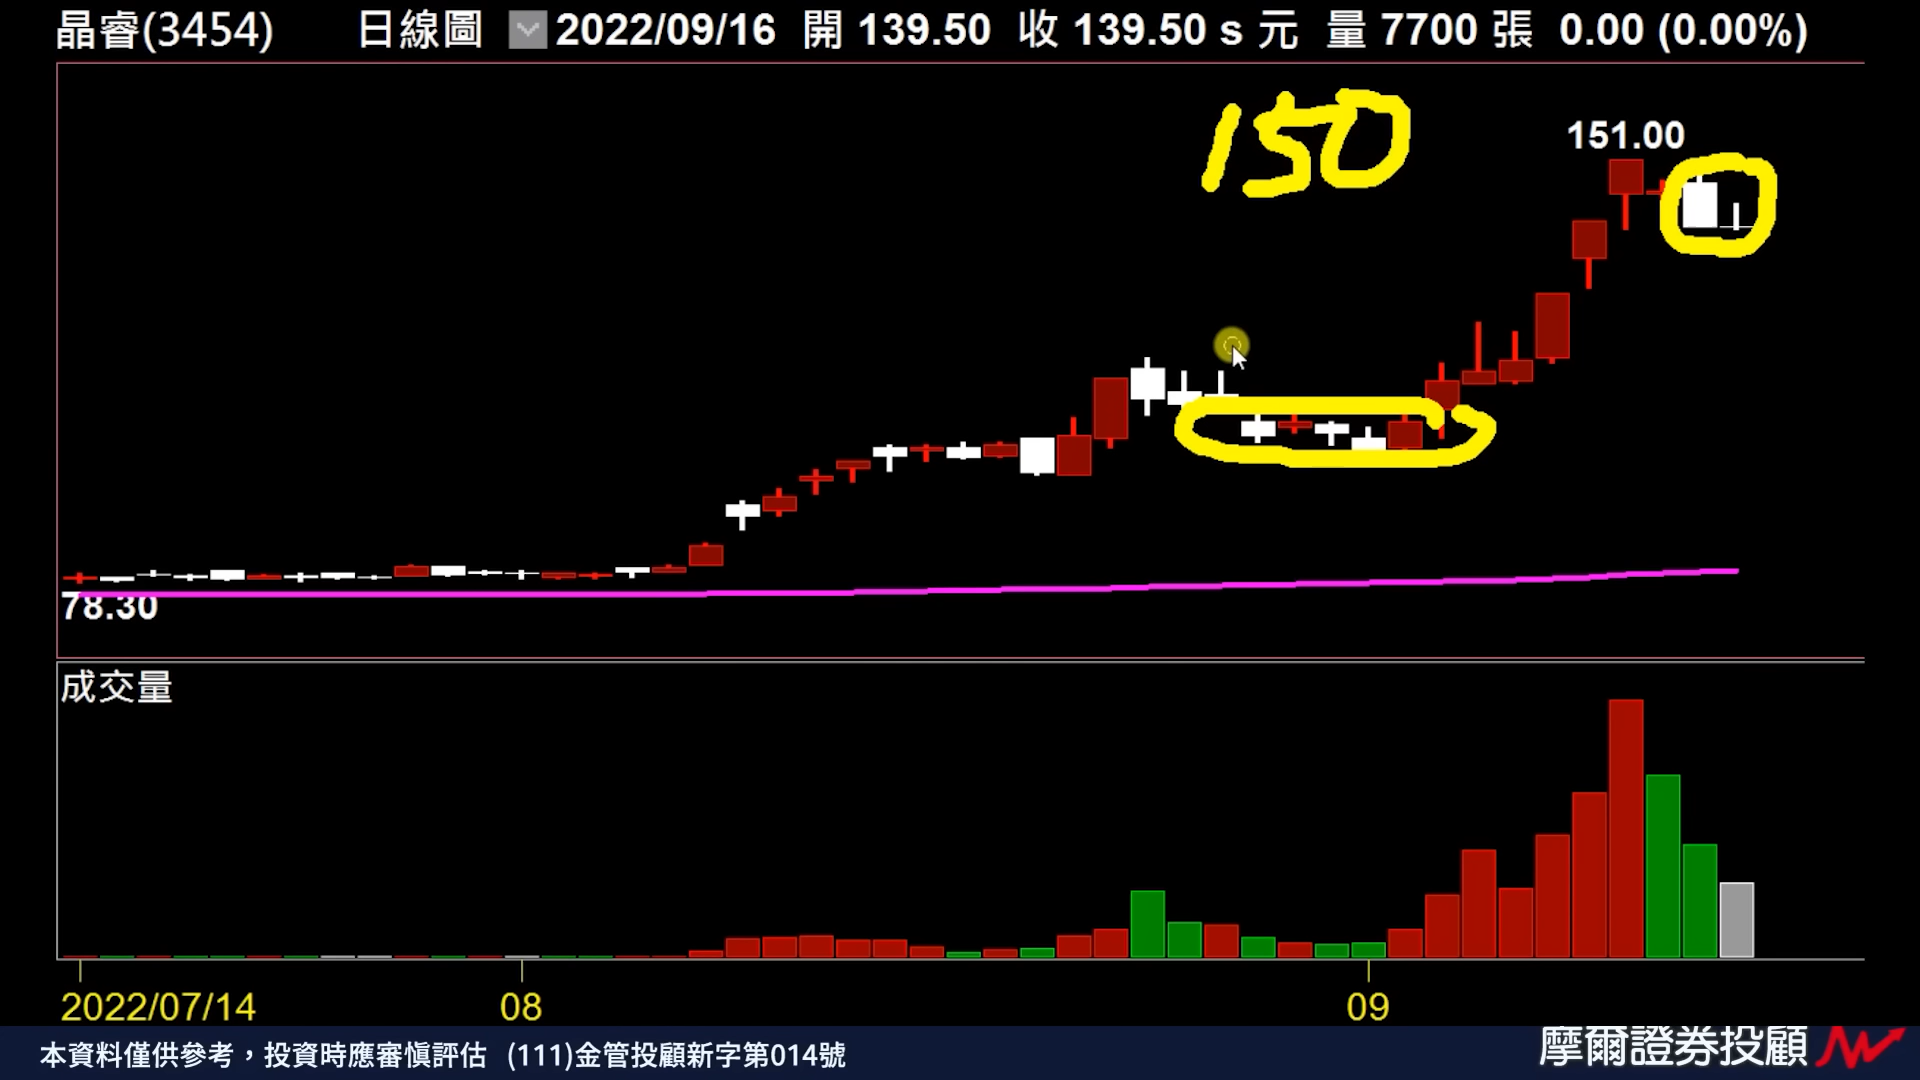 晶睿(3454) 日線圖 2022/09/16 開 139.50 收 139.50 s 元 量 7700 張 0.00 (0.00%)
150
151.00
78.30
成交量
2022/07/14 08 09
本資料僅供參考，投資時應審慎評估 (111)金管投顧新字第014號
摩爾證券投顧